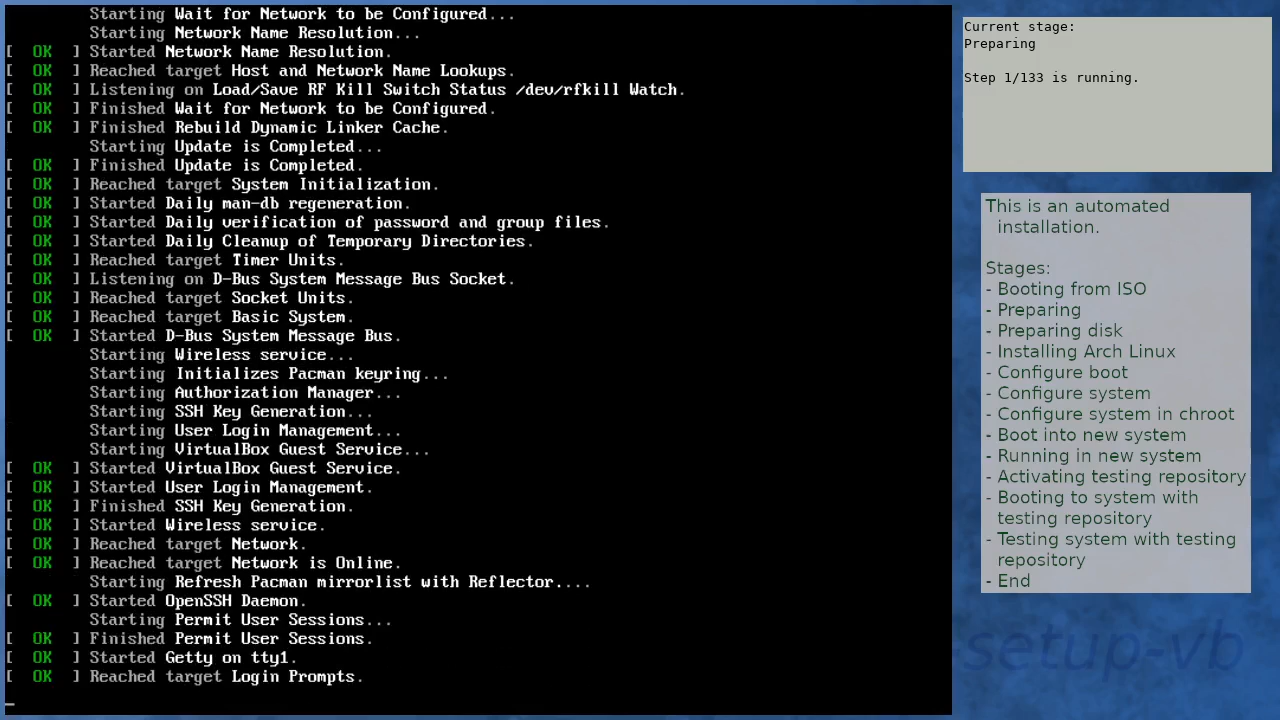 Starting Wait for Network to be Configured...
Starting Network Name Resolution...
[  OK  ] Started Network Name Resolution.
[  OK  ] Reached target Host and Network Name Lookups.
[  OK  ] Listening on Load/Save RF Kill Switch Status /dev/rfkill Watch.
[  OK  ] Finished Wait for Network to be Configured.
[  OK  ] Finished Rebuild Dynamic Linker Cache.
Starting Update is Completed...
[  OK  ] Finished Update is Completed.
[  OK  ] Reached target System Initialization.
[  OK  ] Started Daily man-db regeneration.
[  OK  ] Started Daily verification of password and group files.
[  OK  ] Started Daily Cleanup of Temporary Directories.
[  OK  ] Reached target Timer Units.
[  OK  ] Listening on D-Bus System Message Bus Socket.
[  OK  ] Reached target Socket Units.
[  OK  ] Reached target Basic System.
[  OK  ] Started D-Bus System Message Bus.
Starting Wireless service...
Starting Initializes Pacman keyring...
Starting Authorization Manager...
Starting SSH Key Generation...
Starting User Login Management...
Starting VirtualBox Guest Service...
[  OK  ] Started VirtualBox Guest Service.
[  OK  ] Started User Login Management.
[  OK  ] Finished SSH Key Generation.
[  OK  ] Started Wireless service.
[  OK  ] Reached target Network.
[  OK  ] Reached target Network is Online.
Starting Refresh Pacman mirrorlist with Reflector....
[  OK  ] Started OpenSSH Daemon.
Starting Permit User Sessions...
[  OK  ] Finished Permit User Sessions.
[  OK  ] Started Getty on tty1.
[  OK  ] Reached target Login Prompts.
Current stage:
Preparing
Step 1/133 is running.
This is an automated
installation.
Stages:
- Booting from ISO
- Preparing
- Preparing disk
- Installing Arch Linux
- Configure boot
- Configure system
- Configure system in chroot
- Boot into new system
- Running in new system
- Activating testing repository
- Booting to system with
testing repository
- Testing system with testing
repository
- End
-setup-vb